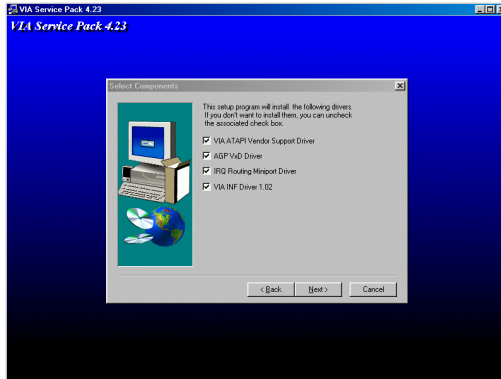 VIA Service Pack 4.23
VIA Service Pack 4.23
Select Components
This setup program will install the following drivers.
If you don't want to install them, you can uncheck
the associated check box.
VIA ATAPI Vendor Support Driver
AGP VxD Driver
IRQ Routing Miniport Driver
VIA INF Driver 1.02
< Back
Next >
Cancel